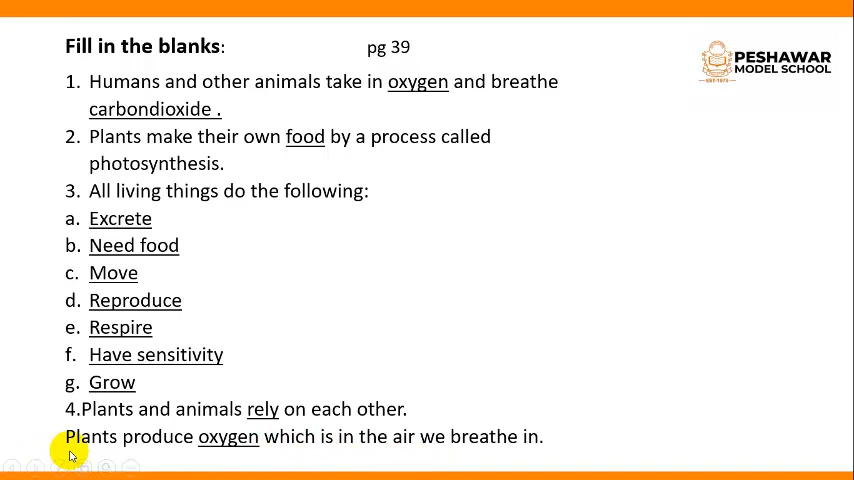 Fill in the blanks: pg 39
PESHAWAR
MODEL SCHOOL
EST-1973
1. Humans and other animals take in oxygen and breathe
carbondioxide .
2. Plants make their own food by a process called
photosynthesis.
3. All living things do the following:
a. Excrete
b. Need food
c. Move
d. Reproduce
e. Respire
f. Have sensitivity
g. Grow
4.Plants and animals rely on each other.
Plants produce oxygen which is in the air we breathe in.